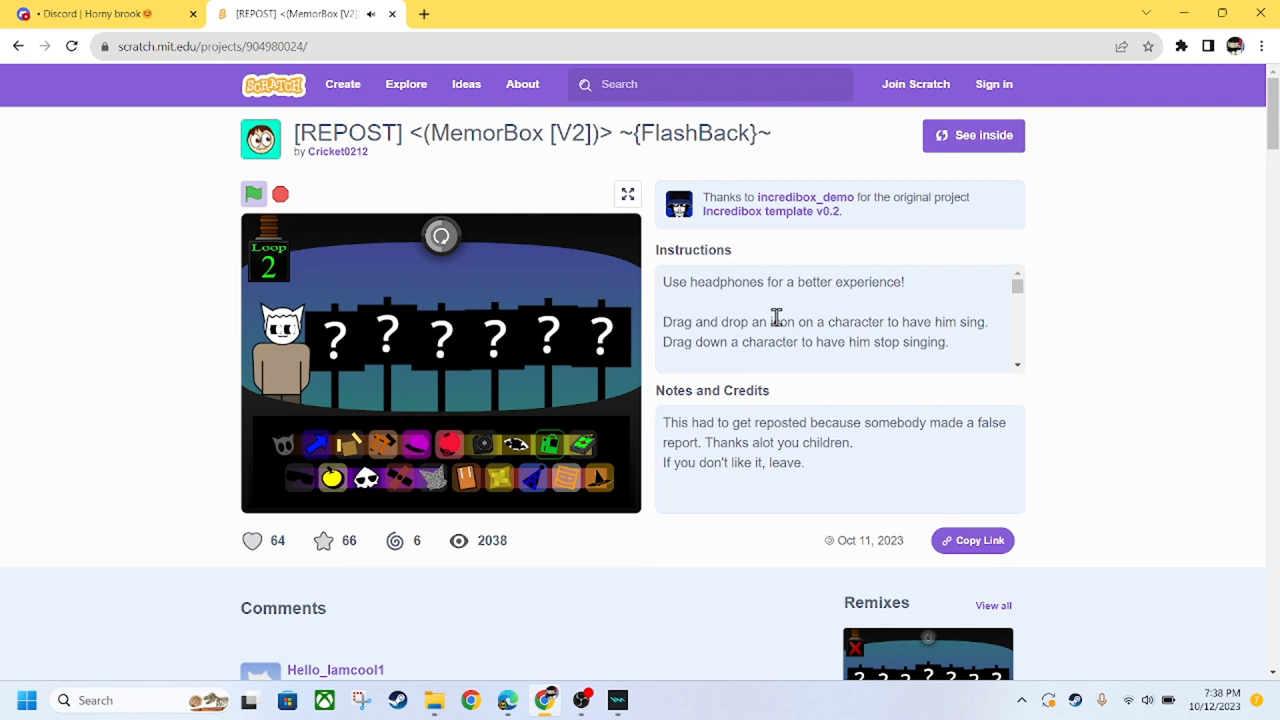 Discord | Horny brook
[REPOST] <(MemorBox [V2])
scratch.mit.edu/projects/904980024/
SCRATCH
Create
Explore
Ideas
About
Search
Join Scratch
Sign in
[REPOST] <(MemorBox [V2])> ~{FlashBack}~
by Cricket0212
See inside
Thanks to incredibox_demo for the original project
Incredibox template v0.2.
Instructions
Use headphones for a better experience!
Drag and drop an icon on a character to have him sing.
Drag down a character to have him stop singing.
Loop
2
? ? ? ? ? ?
Notes and Credits
This had to get reposted because somebody made a false
report. Thanks alot you children.
If you don't like it, leave.
64
66
6
2038
© Oct 11, 2023
Copy Link
Comments
Remixes
View all
Hello_Iamcool1
X
? ? ? ? ? ? ?
Search
7:38 PM
10/12/2023
7